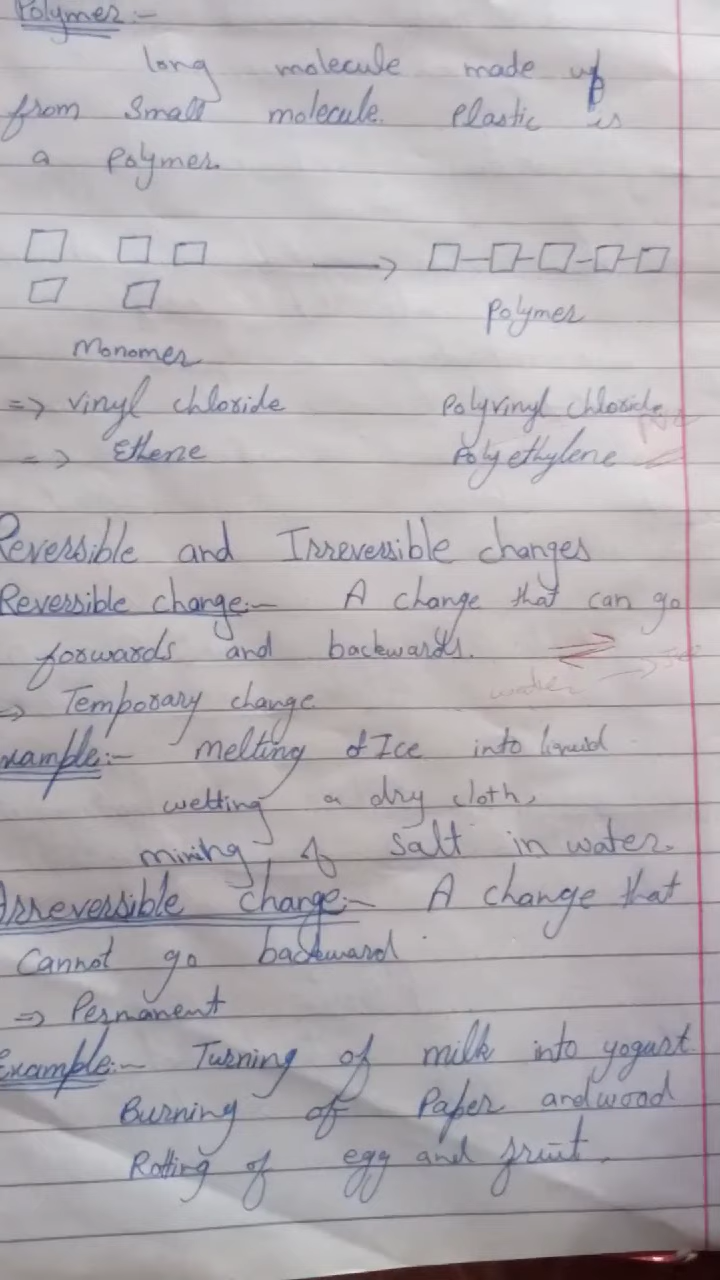 Polymer:-
long molecule made up
from small molecule. Plastic is
a polymer.
Polymer
Monomer
=> vinyl chloride Polyvinyl chloride
=> Ethene Polyethylene
Reversible and Irreversible changes
Reversible change:- A change that can go
forwards and backwards.
water → Ice
=> Temporary change
xample:- melting of Ice into liquid
wetting a dry cloth,
mixing of salt in water.
Irreversible change:- A change that
Cannot go backward
=> Permanent
Example:- Turning of milk into yogurt
Burning of Paper and wood
Rotting of egg and fruit.